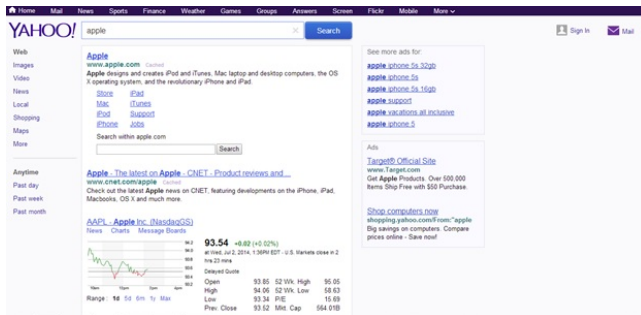 Home Mail News Sports Finance Weather Games Groups Answers Screen Flickr Mobile More
YAHOO!
apple
Search
Sign In
Mail
Web
Images
Video
News
Local
Shopping
Maps
More
Anytime
Past day
Past week
Past month
Apple
www.apple.com Cached
Apple designs and creates iPod and iTunes, Mac laptop and desktop computers, the OS
X operating system, and the revolutionary iPhone and iPad.
Store iPad
Mac iTunes
iPod Support
iPhone Jobs
Search within apple.com
Search
Apple - The latest on Apple - CNET - Product reviews and ...
www.cnet.com/apple Cached
Check out the latest Apple news on CNET, featuring developments on the iPhone, iPad,
Macbooks, OS X and much more.
AAPL - Apple Inc. (NasdaqGS)
News Charts Message Boards
94.2
94.0
93.6
93.4
10am 12pm 2pm 4pm
Range: 1d 5d 6m 1y Max
93.54 +0.02 (+0.02%)
at Wed, Jul 2, 2014, 1:36PM EDT - U.S. Markets close in 2
hrs 23 mins
Delayed Quote
Open 93.85 52 Wk. High 95.05
High 94.06 52 Wk. Low 58.63
Low 93.34 P/E 15.69
Prev. Close 93.52 Mkt. Cap 564.01B
See more ads for:
apple iphone 5s 32gb
apple iphone 5s
apple iphone 5s 16gb
apple support
apple vacations all inclusive
apple iphone 5
Ads
Target® Official Site
www.Target.com
Get Apple Products. Over 500,000
Items Ship Free with $50 Purchase.
Shop computers now
shopping.yahoo.com/From:"apple
Big savings on computers. Compare
prices online - Save now!